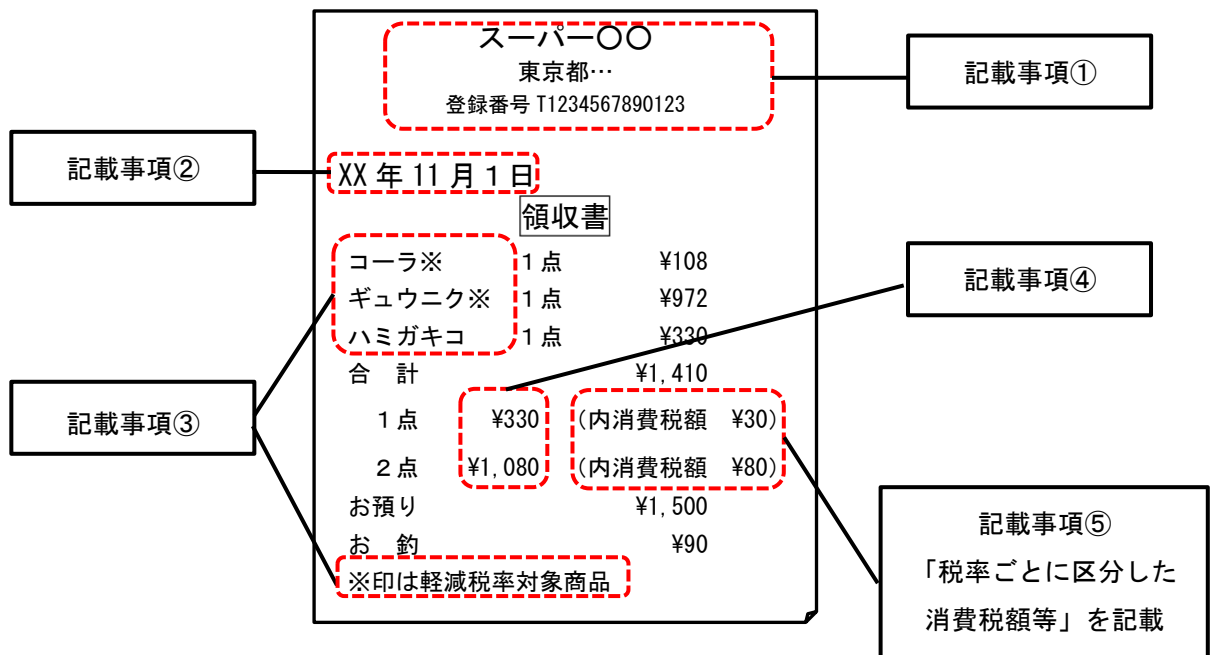 スーパー〇〇
東京都…
登録番号 T1234567890123
記載事項①
記載事項②
XX 年 11 月 1 日
領収書
コーラ※ 1 点 ¥108
ギュウニク※ 1 点 ¥972
ハミガキコ 1 点 ¥330
合 計 ¥1,410
1 点 ¥330 (内消費税額 ¥30)
2 点 ¥1,080 (内消費税額 ¥80)
お預り ¥1,500
お 釣 ¥90
※印は軽減税率対象商品
記載事項③
記載事項④
記載事項⑤
「税率ごとに区分した
消費税額等」を記載